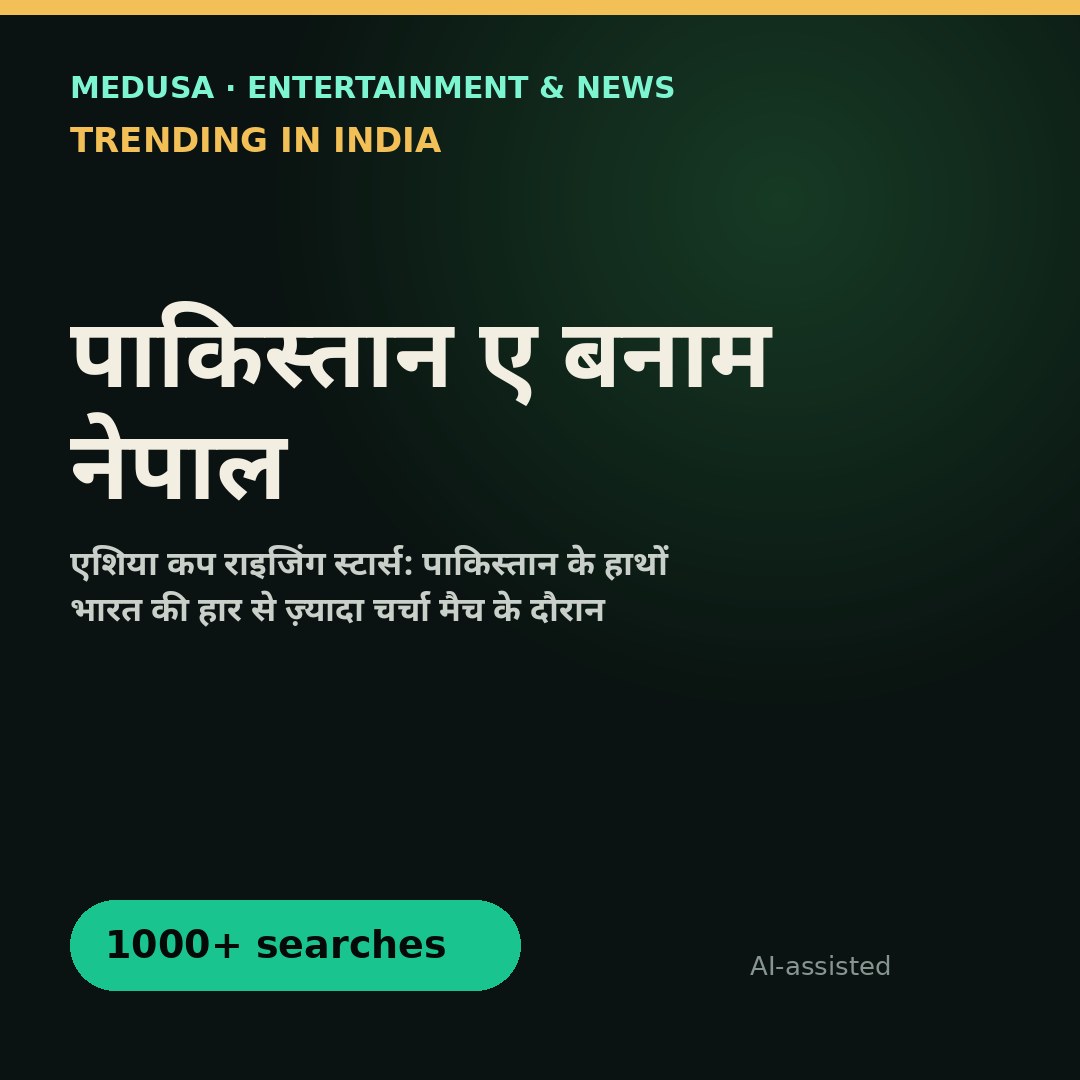 MEDUSA · ENTERTAINMENT & NEWS
TRENDING IN INDIA
पाकिस्तान ए बनाम
नेपाल
एशिया कप राइजिंग स्टार्स: पाकिस्तान के हाथों
भारत की हार से ज़्यादा चर्चा मैच के दौरान
1000+ searches
AI-assisted